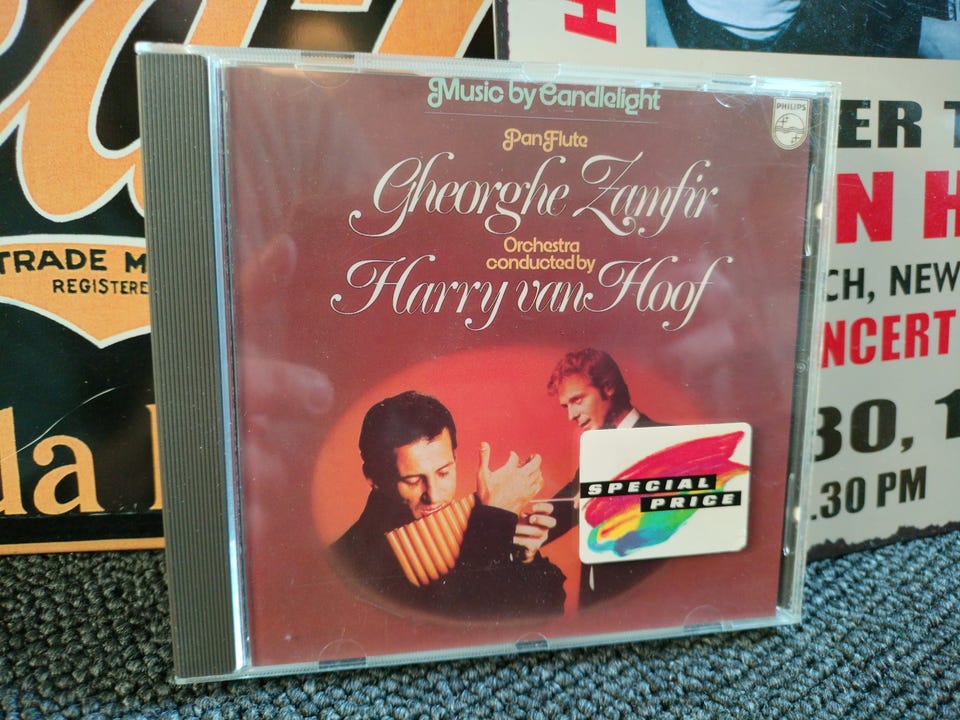 Music by Candlelight
PHILIPS
Pan Flute
Gheorghe Zamfir
Orchestra
conducted by
Harry van Hoof
SPECIAL
PRICE
TRADE M
REGISTERE
da
H
ER T
N H
CH, NEW
NCERT
30, 1
.30 PM